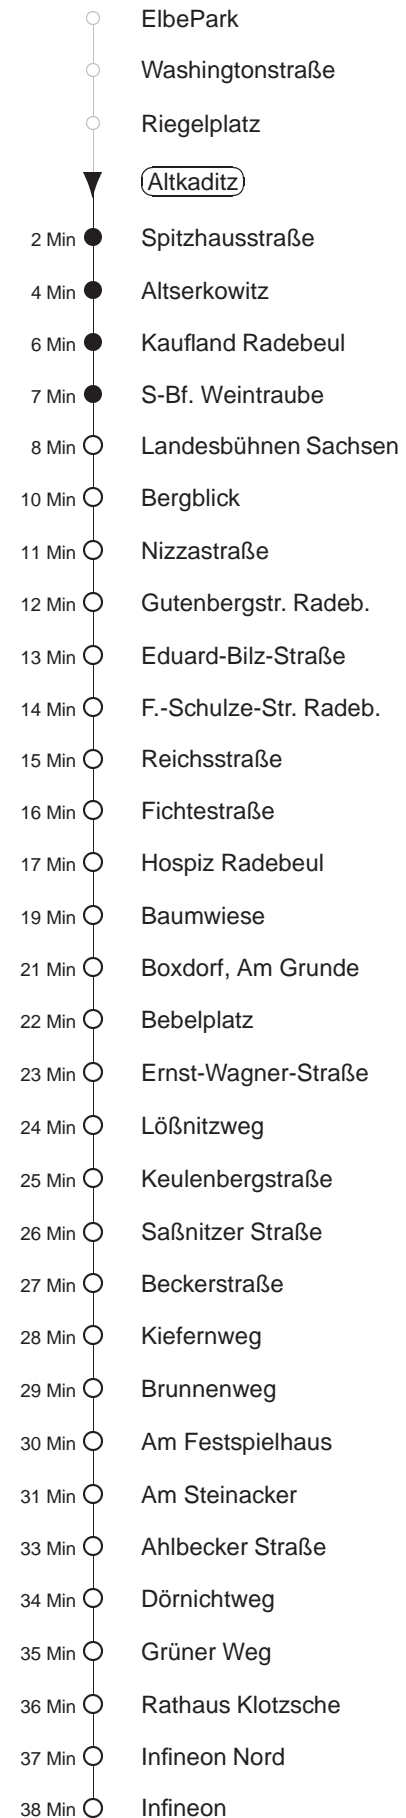 ElbePark
Washingtonstraße
Riegelplatz
Altkaditz
2 Min Spitzhausstraße
4 Min Altserkowitz
6 Min Kaufland Radebeul
7 Min S-Bf. Weintraube
8 Min Landesbühnen Sachsen
10 Min Bergblick
11 Min Nizzastraße
12 Min Gutenbergstr. Radeb.
13 Min Eduard-Bilz-Straße
14 Min F.-Schulze-Str. Radeb.
15 Min Reichsstraße
16 Min Fichtestraße
17 Min Hospiz Radebeul
19 Min Baumwiese
21 Min Boxdorf, Am Grunde
22 Min Bebelplatz
23 Min Ernst-Wagner-Straße
24 Min Lößnitzweg
25 Min Keulenbergstraße
26 Min Saßnitzer Straße
27 Min Beckerstraße
28 Min Kiefernweg
29 Min Brunnenweg
30 Min Am Festspielhaus
31 Min Am Steinacker
33 Min Ahlbecker Straße
34 Min Dörnichtweg
35 Min Grüner Weg
36 Min Rathaus Klotzsche
37 Min Infineon Nord
38 Min Infineon